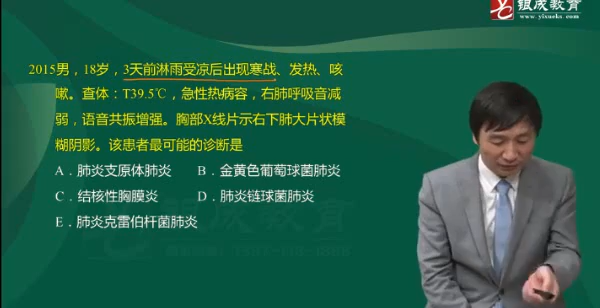 银成教育
www.yixueks.com
2015男，18岁，3天前淋雨受凉后出现寒战、发热、咳
嗽。查体：T39.5℃，急性热病容，右肺呼吸音减
弱，语音共振增强。胸部X线片示右下肺大片状模
糊阴影。该患者最可能的诊断是
A．肺炎支原体肺炎 B．金黄色葡萄球菌肺炎
C．结核性胸膜炎 D．肺炎链球菌肺炎
E．肺炎克雷伯杆菌肺炎
银成教育